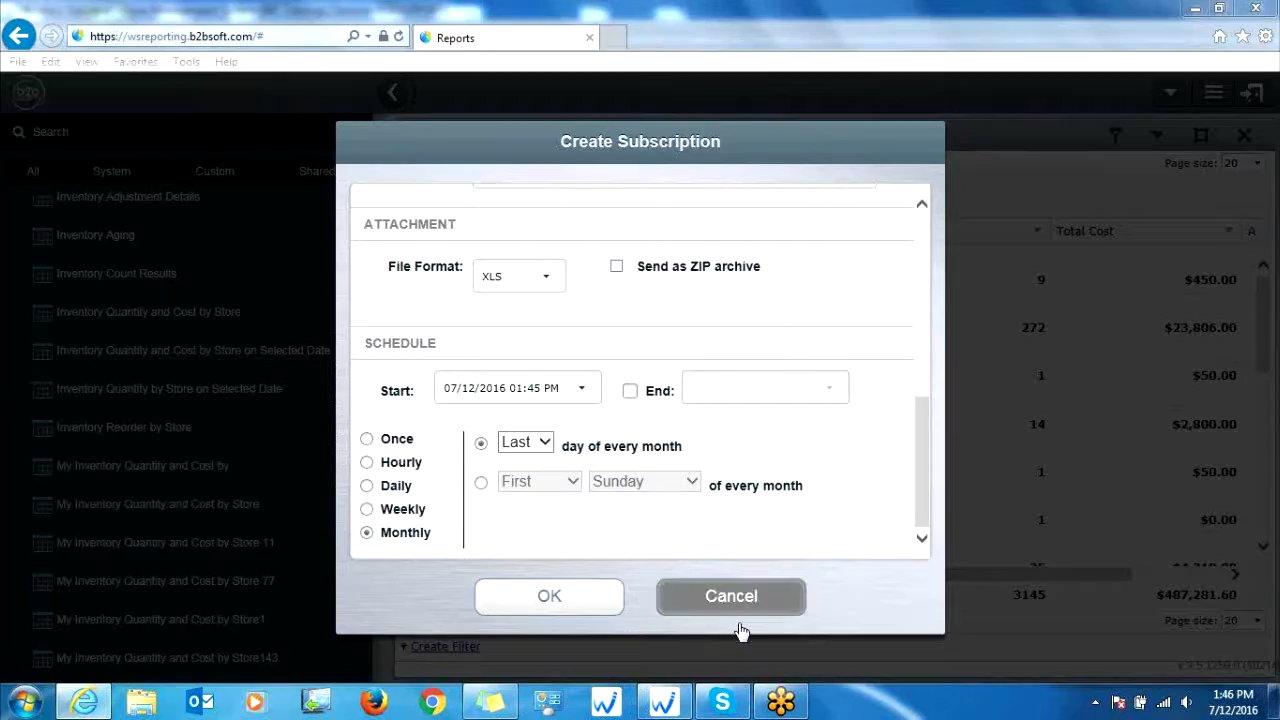 https://wsreporting.b2bsoft.com/#
Reports
File Edit View Favorites Tools Help
b2b
Search
All System Custom Shared
Page size: 20
Inventory Adjustment Details
Inventory Aging
Inventory Count Results
Inventory Quantity and Cost by Store
Inventory Quantity and Cost by Store on Selected Date
Inventory Quantity by Store on Selected Date
Inventory Reorder by Store
My Inventory Quantity and Cost by
My Inventory Quantity and Cost by Store
My Inventory Quantity and Cost by Store 11
My Inventory Quantity and Cost by Store 77
My Inventory Quantity and Cost by Store1
My Inventory Quantity and Cost by Store143
Create Subscription
ATTACHMENT
File Format: XLS Send as ZIP archive
SCHEDULE
Start: 07/12/2016 01:45 PM End:
Once
Hourly
Daily
Weekly
Monthly
Last day of every month
First Sunday of every month
OK Cancel
Total Cost A
9 $450.00
272 $23,806.00
1 $50.00
14 $2,800.00
1 $50.00
1 $0.00
3145 $487,281.60
Page size: 20
Create Filter
1:46 PM
7/12/2016